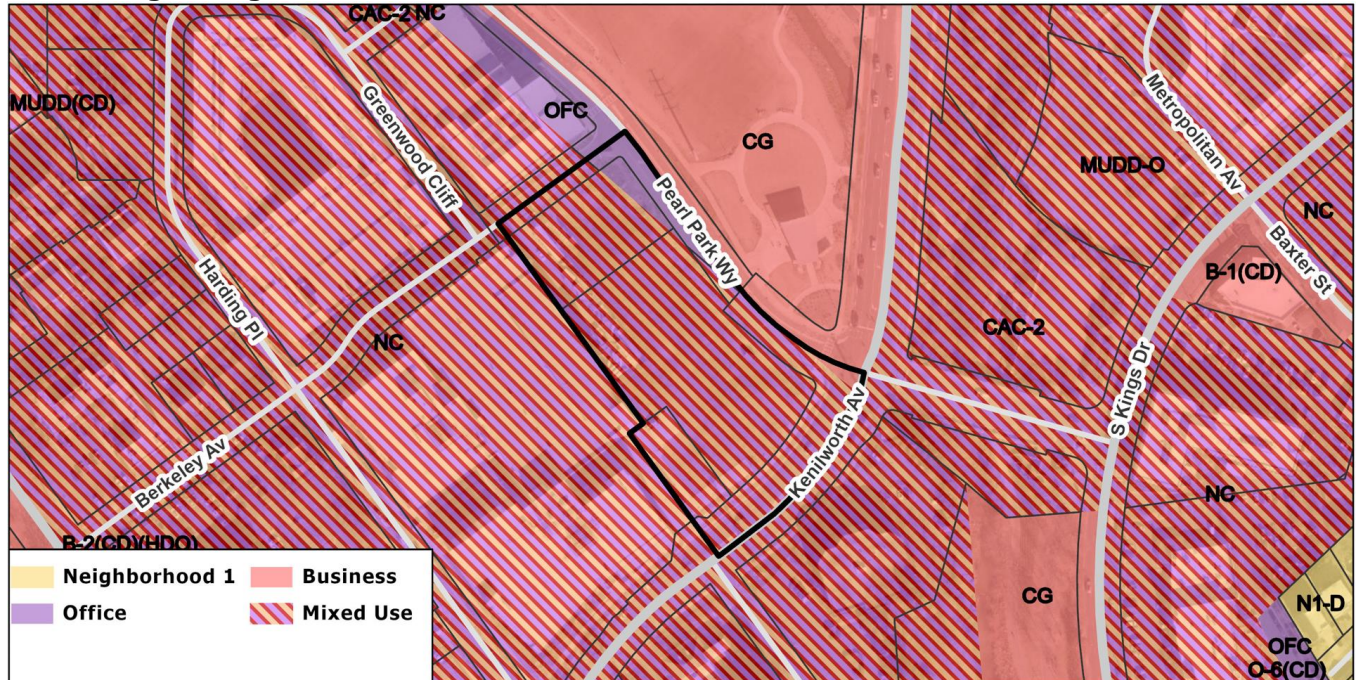 CAC-2 NC
MUDD(CD)
OFC
CG
Greenwood Cliff
Metropolitan Av
MUDD-O
NC
Pearl Park Wy
Baxter St
B-1(CD)
Harding Pl
NC
CAC-2
S Kings Dr
Kenilworth Av
Berkeley Av
NC
B-2(CD)(HDO)
CG
N1-D
OFC
O-6(CD)
Neighborhood 1
Business
Office
Mixed Use